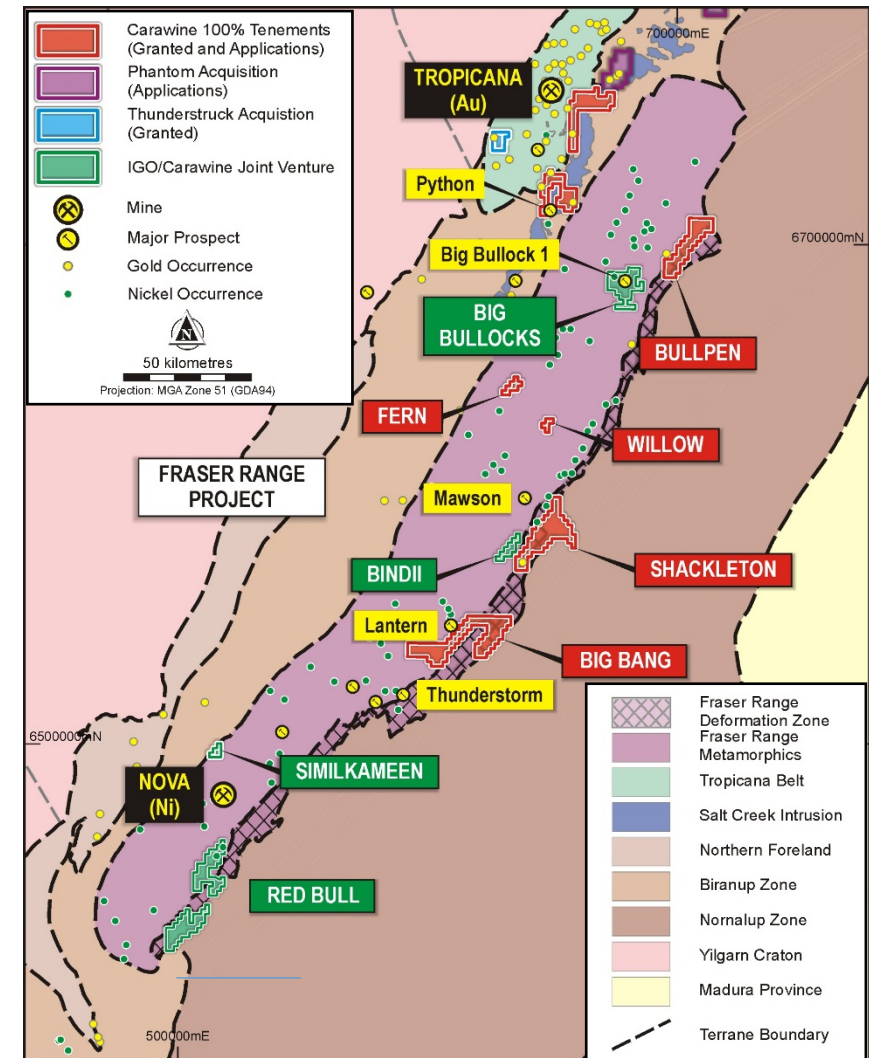 Carawine 100% Tenements
(Granted and Applications)
Phantom Acquisition
(Applications)
Thunderstruck Acquistion
(Granted)
IGO/Carawine Joint Venture
Mine
Major Prospect
Gold Occurrence
Nickel Occurrence
N
50 kilometres
Projection: MGA Zone 51 (GDA94)
700000mE
TROPICANA
(Au)
Python
6700000mN
Big Bullock 1
BIG
BULLOCKS
BULLPEN
FERN
WILLOW
FRASER RANGE
PROJECT
Mawson
BINDII
SHACKLETON
Lantern
BIG BANG
Thunderstorm
6500000mN
SIMILKAMEEN
NOVA
(Ni)
RED BULL
500000mE
Fraser Range
Deformation Zone
Fraser Range
Metamorphics
Tropicana Belt
Salt Creek Intrusion
Northern Foreland
Biranup Zone
Nornalup Zone
Yilgarn Craton
Madura Province
Terrane Boundary